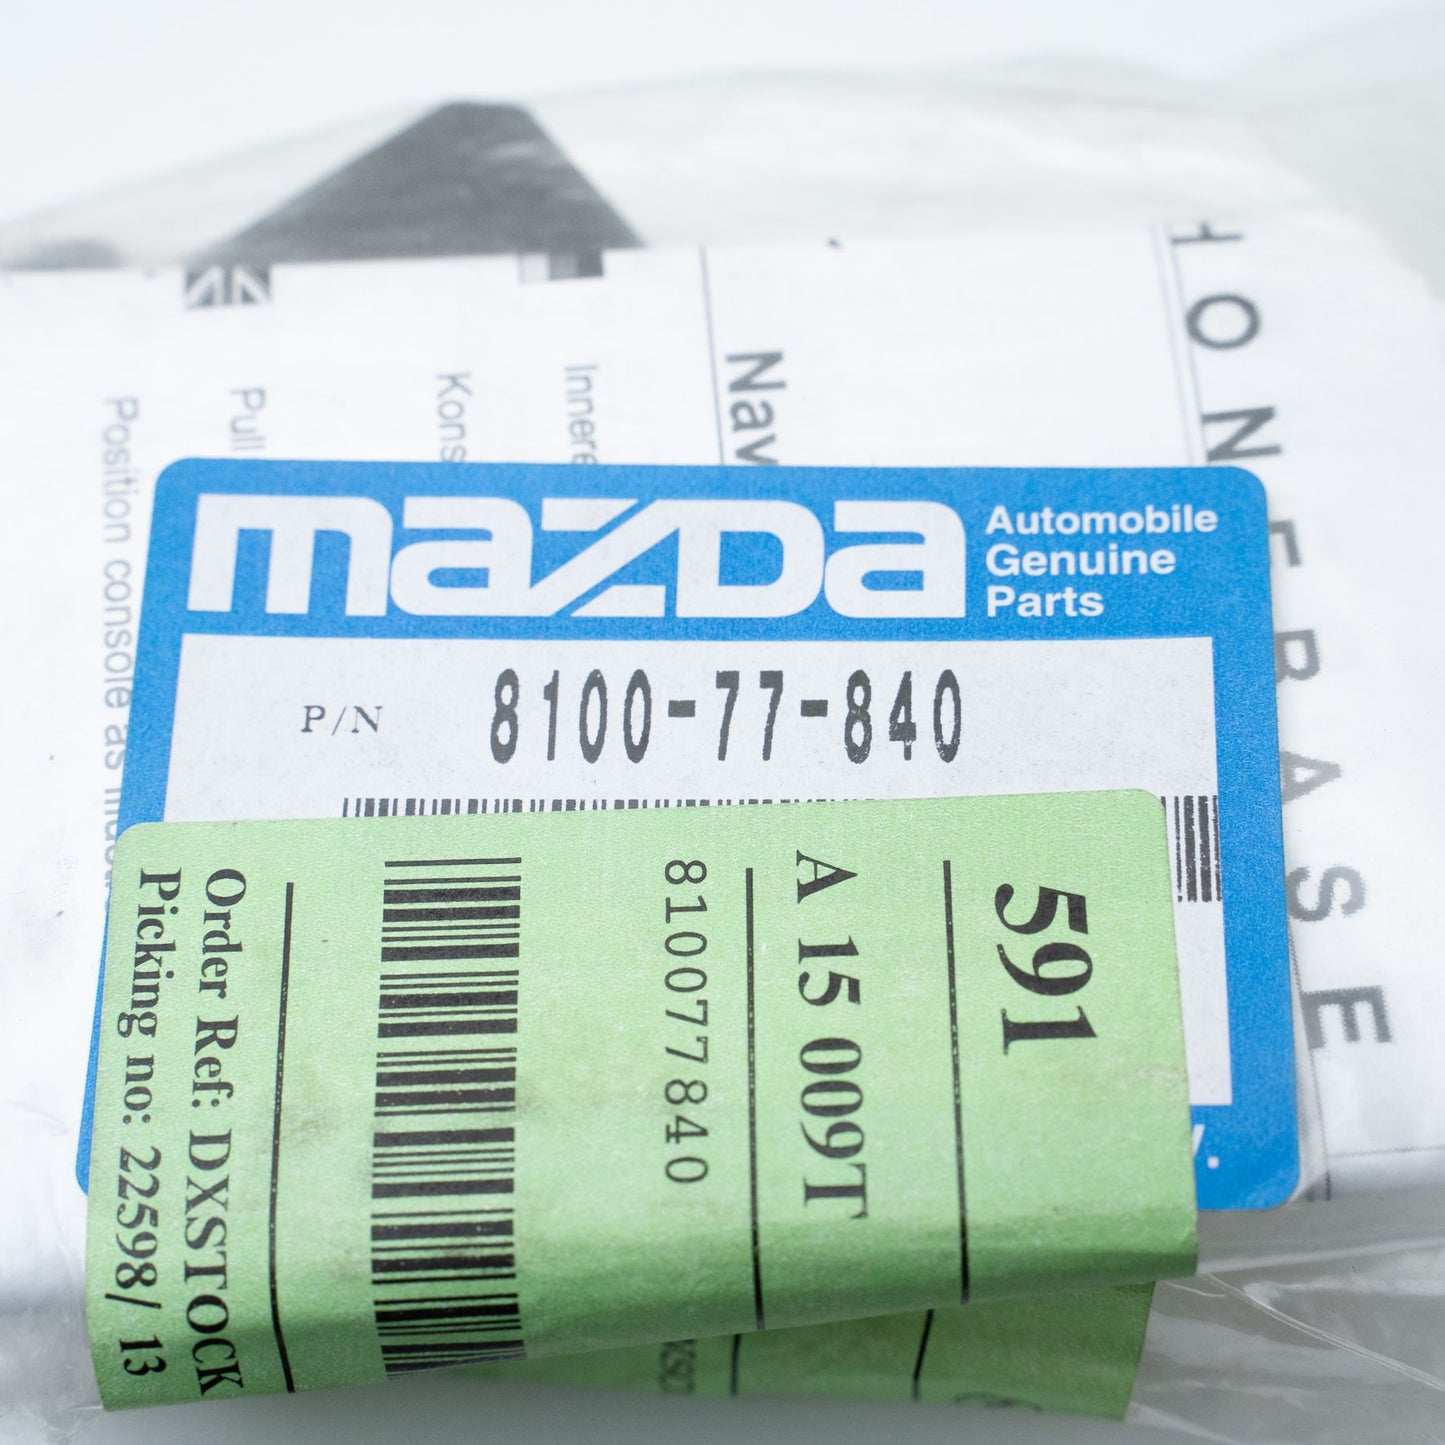 mazda
Automobile
Genuine
Parts
P/N 8100-77-840
591
A 15 009T
810077840
Order Ref: DXSTOCK
Picking no: 22598/ 13
HONEBASE
Nav
Innere
Kons
Pull
Position console as